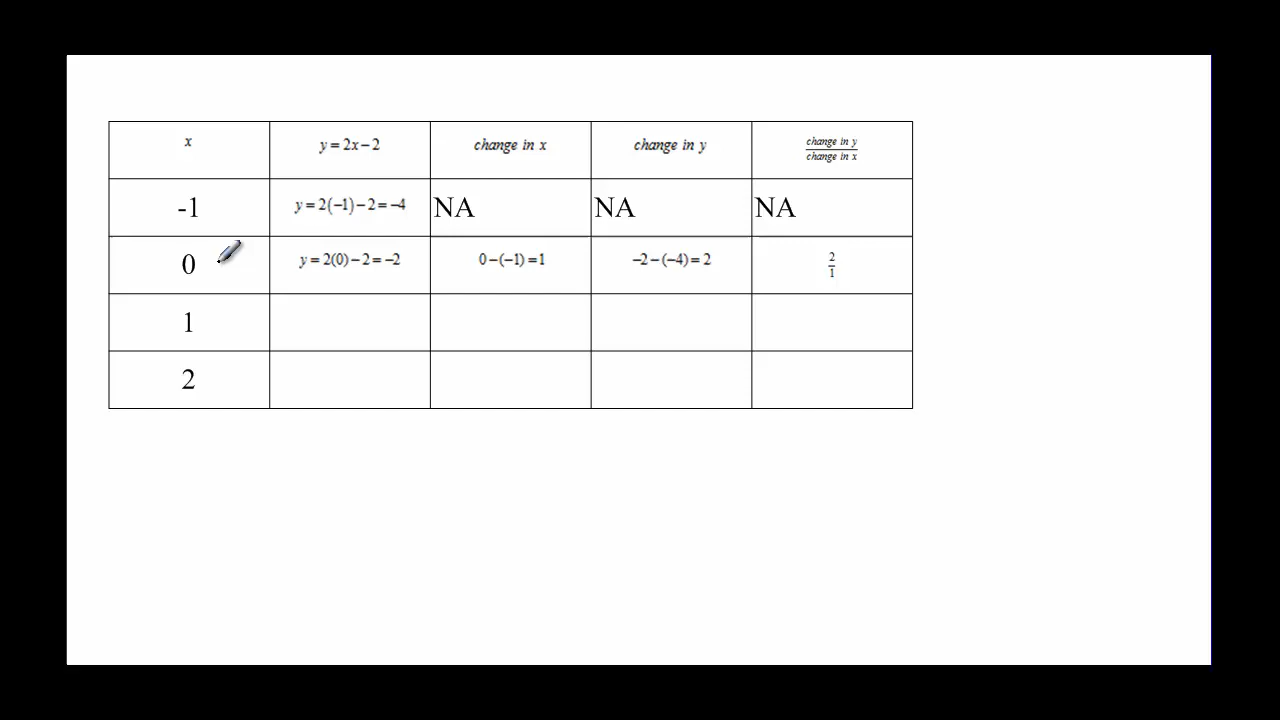 x y = 2x − 2 change in x change in y change in y / change in x
-1 y = 2(−1) − 2 = −4 NA NA NA
0 y = 2(0) − 2 = −2 0 − (−1) = 1 −2 − (−4) = 2 2/1
1
2